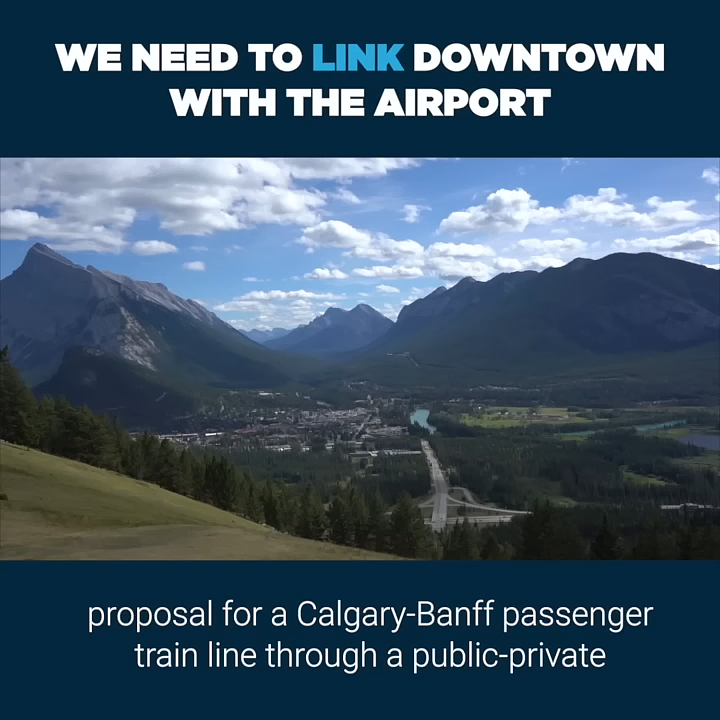 WE NEED TO LINK DOWNTOWN
WITH THE AIRPORT
proposal for a Calgary-Banff passenger
train line through a public-private